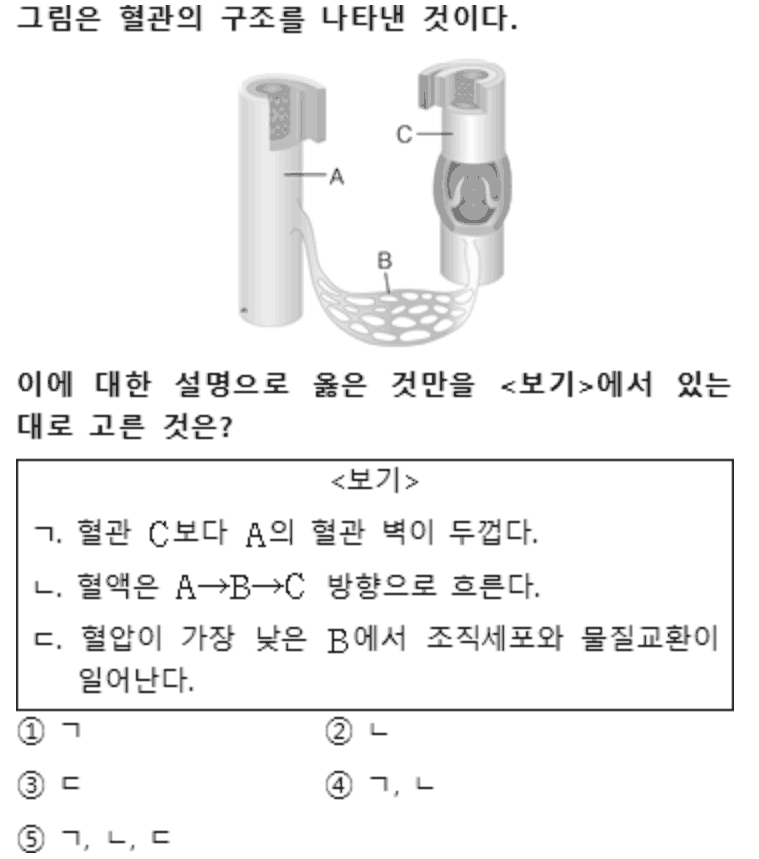 그림은 혈관의 구조를 나타낸 것이다.
C
A
B
이에 대한 설명으로 옳은 것만을 <보기>에서 있는
대로 고른 것은?
<보기>
ㄱ. 혈관 C보다 A의 혈관 벽이 두껍다.
ㄴ. 혈액은 A→B→C 방향으로 흐른다.
ㄷ. 혈압이 가장 낮은 B에서 조직세포와 물질교환이
일어난다.
① ㄱ ② ㄴ
③ ㄷ ④ ㄱ, ㄴ
⑤ ㄱ, ㄴ, ㄷ